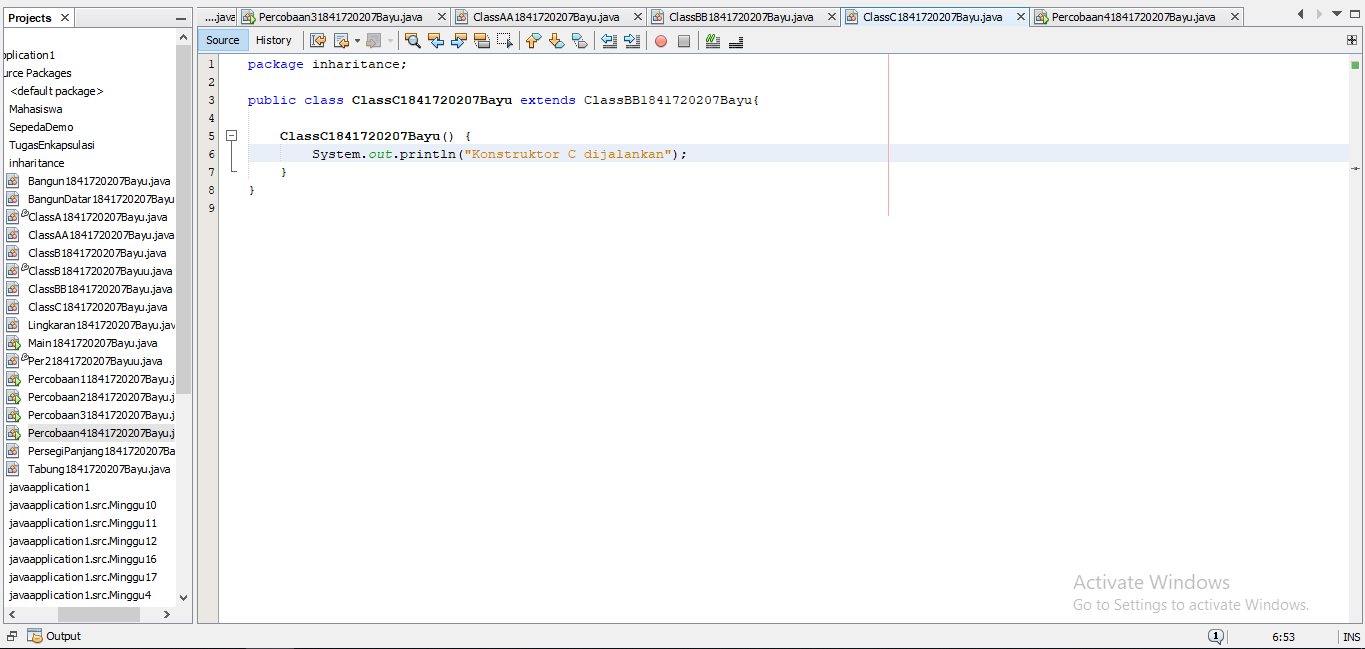 Projects
...java
Percobaan31841720207Bayu.java
ClassAA1841720207Bayu.java
ClassBB1841720207Bayu.java
ClassC1841720207Bayu.java
Percobaan41841720207Bayu.java
Source
History
pplication1
urce Packages
<default package>
Mahasiswa
SepedaDemo
TugasEnkapsulasi
inharitance
Bangun1841720207Bayu.java
BangunDatar1841720207Bayu
ClassA1841720207Bayu.java
ClassAA1841720207Bayu.java
ClassB1841720207Bayu.java
ClassB1841720207Bayuu.java
ClassBB1841720207Bayu.java
ClassC1841720207Bayu.java
Lingkaran1841720207Bayu.jav
Main1841720207Bayu.java
Per21841720207Bayuu.java
Percobaan11841720207Bayu.j
Percobaan21841720207Bayu.j
Percobaan31841720207Bayu.j
Percobaan41841720207Bayu.j
PersegiPanjang1841720207Ba
Tabung1841720207Bayu.java
javaapplication1
javaapplication1.src.Minggu10
javaapplication1.src.Minggu11
javaapplication1.src.Minggu12
javaapplication1.src.Minggu16
javaapplication1.src.Minggu17
javaapplication1.src.Minggu4
1 package inharitance;
2
3 public class ClassC1841720207Bayu extends ClassBB1841720207Bayu{
4
5 ClassC1841720207Bayu() {
6 System.out.println("Konstruktor C dijalankan");
7 }
8 }
9
Activate Windows
Go to Settings to activate Windows.
Output
1
6:53
INS